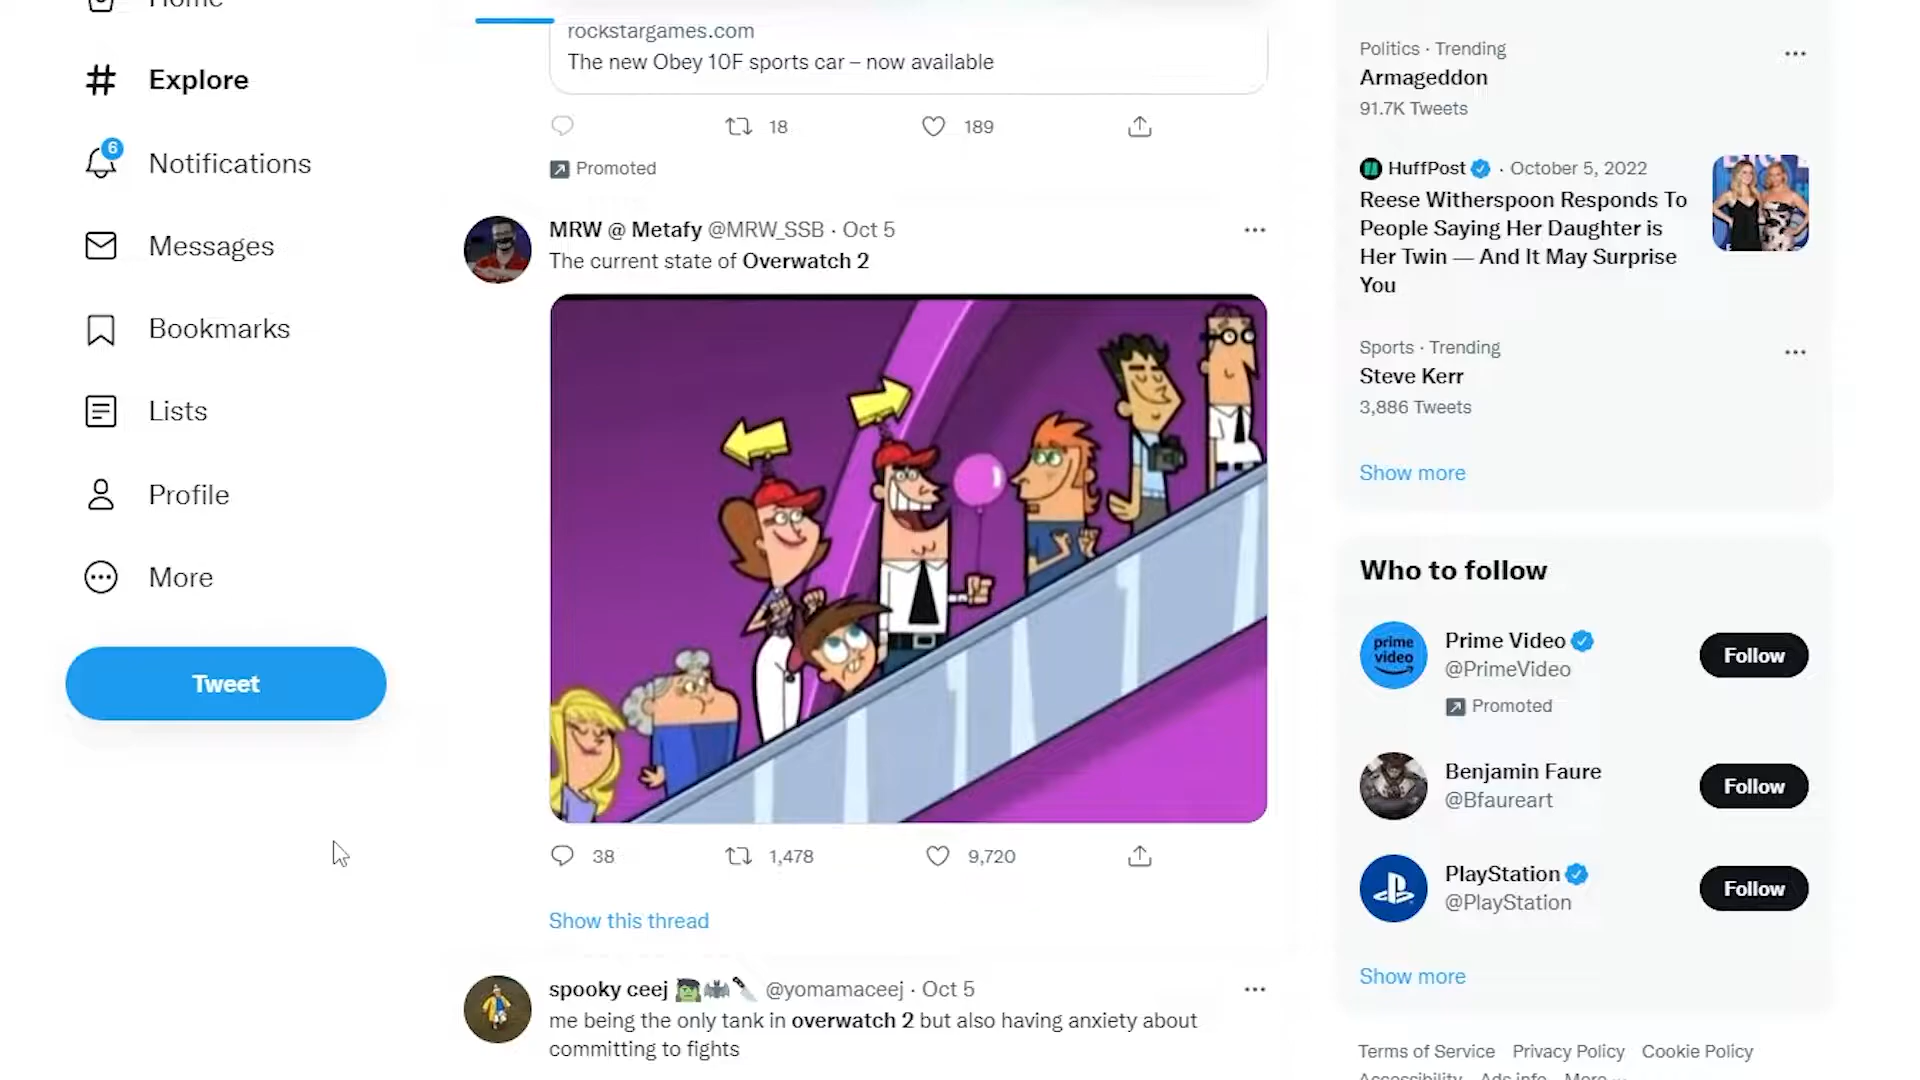 Home
Explore
6
Notifications
Messages
Bookmarks
Lists
Profile
More
Tweet
rockstargames.com
The new Obey 10F sports car – now available
18
189
Promoted
MRW @ Metafy @MRW_SSB · Oct 5
The current state of Overwatch 2
38
1,478
9,720
Show this thread
spooky ceej @yomamaceej · Oct 5
me being the only tank in overwatch 2 but also having anxiety about
committing to fights
Politics · Trending
Armageddon
91.7K Tweets
HuffPost · October 5, 2022
Reese Witherspoon Responds To
People Saying Her Daughter is
Her Twin — And It May Surprise
You
Sports · Trending
Steve Kerr
3,886 Tweets
Show more
Who to follow
prime
video
Prime Video
@PrimeVideo
Follow
Promoted
Benjamin Faure
@Bfaureart
Follow
PlayStation
@PlayStation
Follow
Show more
Terms of Service Privacy Policy Cookie Policy
Accessibility Ads info More ...